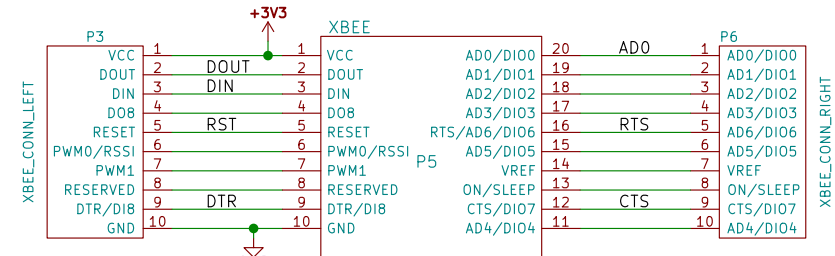 +3V3
P3 XBEE P6
VCC 1 1 VCC AD0/DIO0 20 AD0 1 AD0/DIO0
DOUT 2 DOUT 2 DOUT AD1/DIO1 19 2 AD1/DIO1
DIN 3 DIN 3 DIN AD2/DIO2 18 3 AD2/DIO2
DO8 4 4 DO8 AD3/DIO3 17 4 AD3/DIO3
RESET 5 RST 5 RESET RTS/AD6/DIO6 16 RTS 5 AD6/DIO6
PWM0/RSSI 6 6 PWM0/RSSI AD5/DIO5 15 6 AD5/DIO5
PWM1 7 7 PWM1 P5 VREF 14 7 VREF
RESERVED 8 8 RESERVED ON/SLEEP 13 8 ON/SLEEP
DTR/DI8 9 DTR 9 DTR/DI8 CTS/DIO7 12 CTS 9 CTS/DIO7
GND 10 10 GND AD4/DIO4 11 10 AD4/DIO4
XBEE_CONN_LEFT
XBEE_CONN_RIGHT